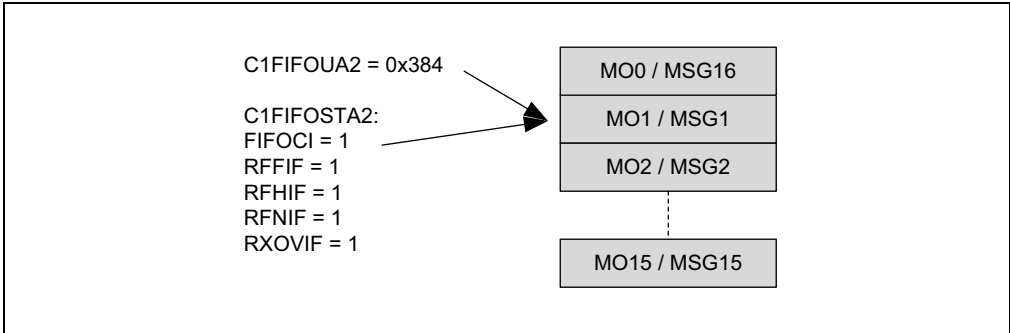 C1FIFOUA2 = 0x384
C1FIFOSTA2:
FIFOCI = 1
RFFIF = 1
RFHIF = 1
RFNIF = 1
RXOVIF = 1
MO0 / MSG16
MO1 / MSG1
MO2 / MSG2
MO15 / MSG15